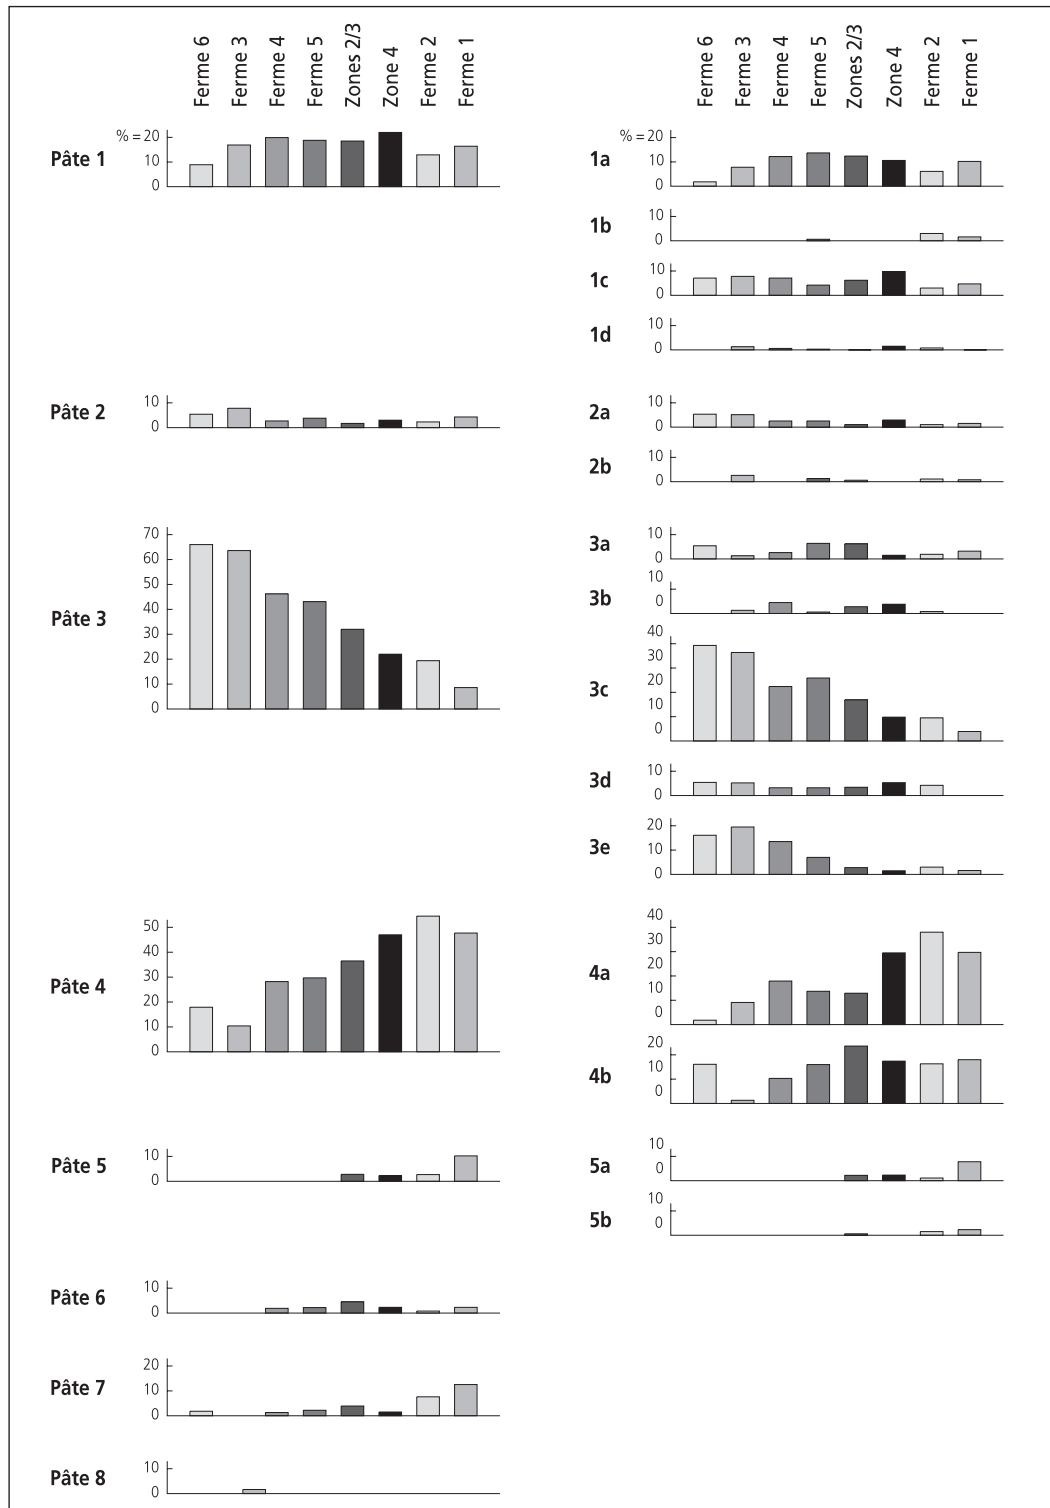 Ferme 6
Ferme 3
Ferme 4
Ferme 5
Zones 2/3
Zone 4
Ferme 2
Ferme 1
Pâte 1
% = 20
10
0
Pâte 2
10
0
Pâte 3
70
60
50
40
30
20
10
0
Pâte 4
50
40
30
20
10
0
Pâte 5
10
0
Pâte 6
10
0
Pâte 7
20
10
0
Pâte 8
10
0
Ferme 6
Ferme 3
Ferme 4
Ferme 5
Zones 2/3
Zone 4
Ferme 2
Ferme 1
1a
% = 20
10
0
1b
10
0
1c
10
0
1d
10
0
2a
10
0
2b
10
0
3a
10
0
3b
10
0
3c
40
30
20
10
0
3d
10
0
3e
20
10
0
4a
40
30
20
10
0
4b
20
10
0
5a
10
0
5b
10
0